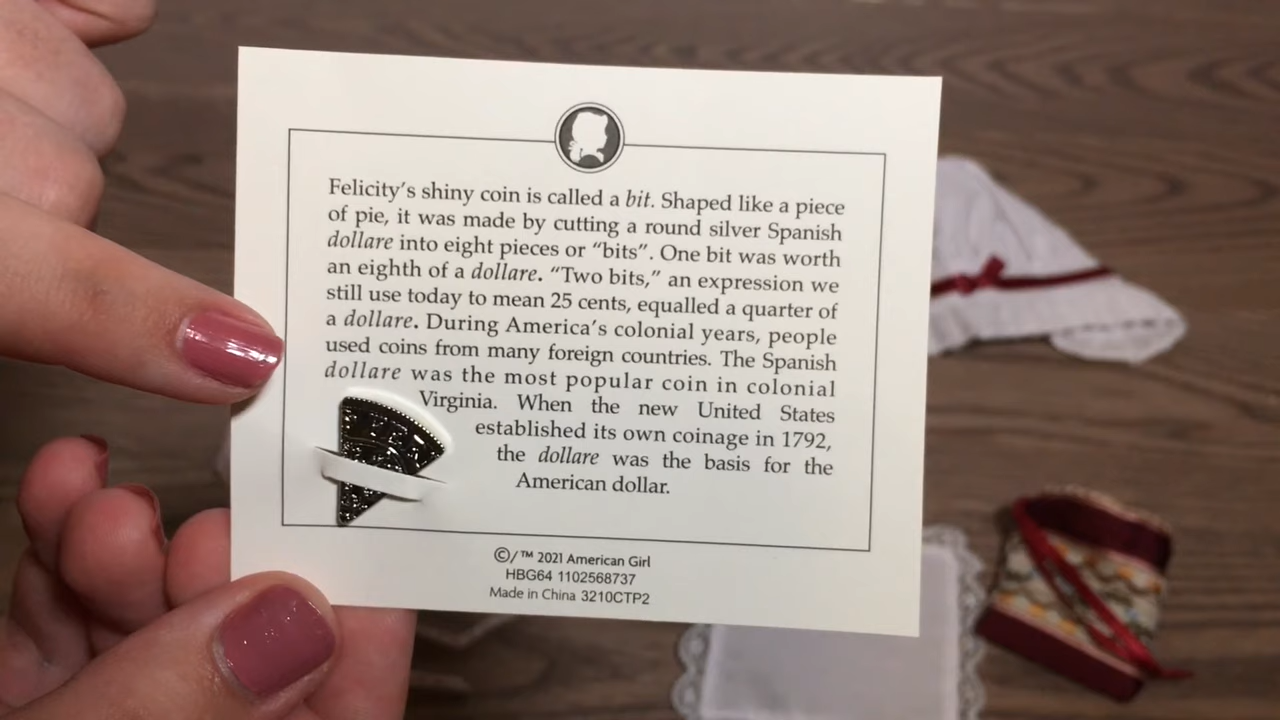 Felicity's shiny coin is called a bit. Shaped like a piece
of pie, it was made by cutting a round silver Spanish
dollare into eight pieces or “bits”. One bit was worth
an eighth of a dollare. “Two bits,” an expression we
still use today to mean 25 cents, equalled a quarter of
a dollare. During America's colonial years, people
used coins from many foreign countries. The Spanish
dollare was the most popular coin in colonial
Virginia. When the new United States
established its own coinage in 1792,
the dollare was the basis for the
American dollar.
©/™ 2021 American Girl
HBG64 1102568737
Made in China 3210CTP2